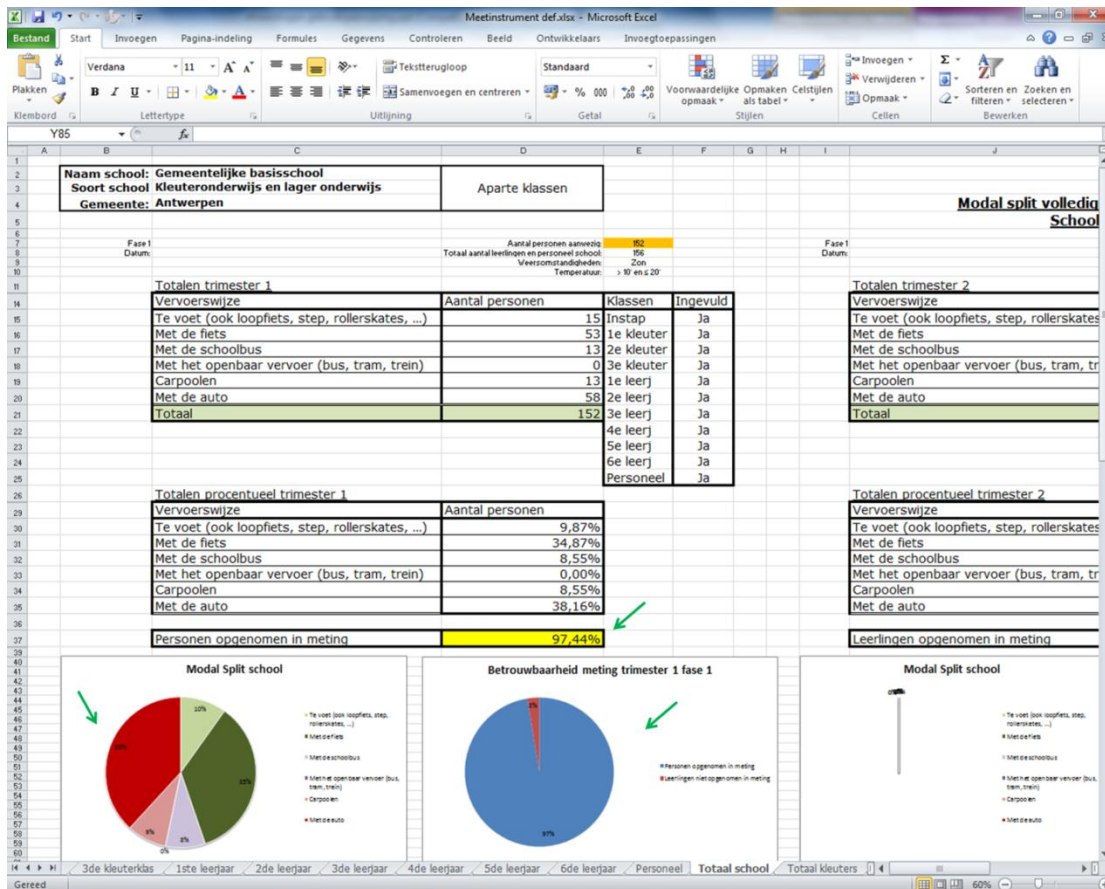 Meetinstrument def.xlsx - Microsoft Excel
Bestand Start Invoegen Pagina-indeling Formules Gegevens Controleren Beeld Ontwikkelaars Invoegtoepassingen
Plakken
Verdana 11
Tekstterugloop
Samenvoegen en centreren
Standaard
% 000
Voorwaardelijke opmaak
Opmaken als tabel
Celstijlen
Invoegen
Verwijderen
Opmaak
Sorteren en filteren
Zoeken en selecteren
Klembord Lettertype Uitlijning Getal Stijlen Cellen Bewerken
Y85 fx
A B C D E F G H I J
Naam school: Gemeentelijke basisschool
Soort school Kleuteronderwijs en lager onderwijs
Gemeente: Antwerpen
Aparte klassen
Modal split volledig
School
Fase 1
Datum:
Aantal personen aanwezig: 152
Totaal aantal leerlingen en personeel school: 156
Weersomstandigheden: Zon
Temperatuur: > 10° en ≤ 20°
Fase 1
Datum:
Totalen trimester 1
Vervoerswijze Aantal personen Klassen Ingevuld
Te voet (ook loopfiets, step, rollerskates, ...) 15 Instap Ja
Met de fiets 53 1e kleuter Ja
Met de schoolbus 13 2e kleuter Ja
Met het openbaar vervoer (bus, tram, trein) 0 3e kleuter Ja
Carpoolen 13 1e leerj Ja
Met de auto 58 2e leerj Ja
Totaal 152 3e leerj Ja
4e leerj Ja
5e leerj Ja
6e leerj Ja
Personeel Ja
Totalen trimester 2
Vervoerswijze
Te voet (ook loopfiets, step, rollerskates
Met de fiets
Met de schoolbus
Met het openbaar vervoer (bus, tram, tr
Carpoolen
Met de auto
Totaal
Totalen procentueel trimester 1
Vervoerswijze Aantal personen
Te voet (ook loopfiets, step, rollerskates, ...) 9,87%
Met de fiets 34,87%
Met de schoolbus 8,55%
Met het openbaar vervoer (bus, tram, trein) 0,00%
Carpoolen 8,55%
Met de auto 38,16%
Personen opgenomen in meting 97,44%
Totalen procentueel trimester 2
Vervoerswijze
Te voet (ook loopfiets, step, rollerskates
Met de fiets
Met de schoolbus
Met het openbaar vervoer (bus, tram, tr
Carpoolen
Met de auto
Leerlingen opgenomen in meting
Modal Split school
10%
8%
0%
Te voet (ook loopfiets, step, rollerskates, ...)
Met de fiets
Met de schoolbus
Met het openbaar vervoer (bus, tram, trein)
Carpoolen
Met de auto
Betrouwbaarheid meting trimester 1 fase 1
3%
97%
Personen opgenomen in meting
Leerlingen niet opgenomen in meting
Modal Split school
Te voet (ook loopfiets, step, rollerskates, ...)
Met de fiets
Met de schoolbus
Met het openbaar vervoer (bus, tram, trein)
Carpoolen
Met de auto
3de kleuterklas 1ste leerjaar 2de leerjaar 3de leerjaar 4de leerjaar 5de leerjaar 6de leerjaar Personeel Totaal school Totaal kleuters
Gereed 60%